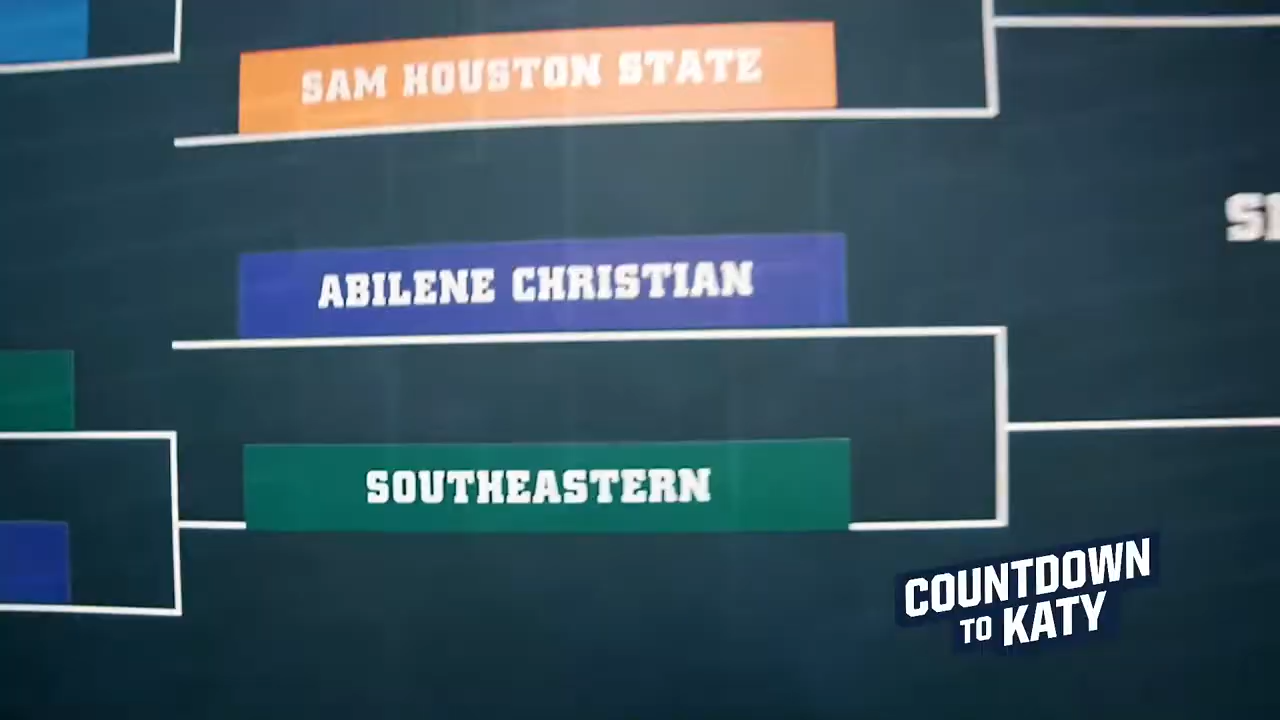 SAM HOUSTON STATE
ABILENE CHRISTIAN
SOUTHEASTERN
COUNTDOWN
TO KATY